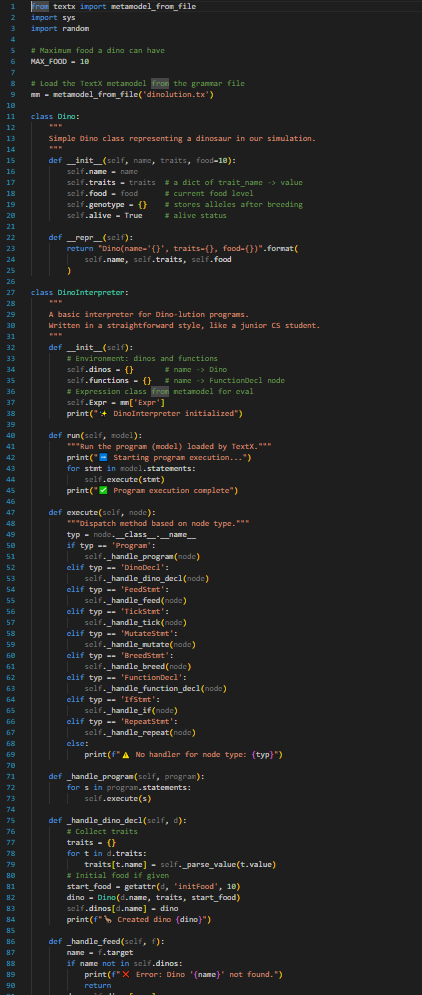 1 from textx import metamodel_from_file
2 import sys
3 import random
4
5 # Maximum food a dino can have
6 MAX_FOOD = 10
7
8 # Load the TextX metamodel from the grammar file
9 mm = metamodel_from_file('dinolution.tx')
10
11 class Dino:
12     """
13     Simple Dino class representing a dinosaur in our simulation.
14     """
15     def __init__(self, name, traits, food=10):
16         self.name = name
17         self.traits = traits  # a dict of trait_name -> value
18         self.food = food      # current food level
19         self.genotype = {}    # stores alleles after breeding
20         self.alive = True     # alive status
21
22     def __repr__(self):
23         return "Dino(name='{}', traits={}, food={})".format(
24             self.name, self.traits, self.food
25         )
26
27 class DinoInterpreter:
28     """
29     A basic interpreter for Dino-lution programs.
30     Written in a straightforward style, like a junior CS student.
31     """
32     def __init__(self):
33         # Environment: dinos and functions
34         self.dinos = {}       # name -> Dino
35         self.functions = {}   # name -> FunctionDecl node
36         # Expression class from metamodel for eval
37         self.Expr = mm['Expr']
38         print("✨ DinoInterpreter initialized")
39
40     def run(self, model):
41         """Run the program (model) loaded by TextX."""
42         print("Starting program execution...")
43         for stmt in model.statements:
44             self.execute(stmt)
45         print("✅ Program execution complete")
46
47     def execute(self, node):
48         """Dispatch method based on node type."""
49         typ = node.__class__.__name__
50         if typ == 'Program':
51             self._handle_program(node)
52         elif typ == 'DinoDecl':
53             self._handle_dino_decl(node)
54         elif typ == 'FeedStmt':
55             self._handle_feed(node)
56         elif typ == 'TickStmt':
57             self._handle_tick(node)
58         elif typ == 'MutateStmt':
59             self._handle_mutate(node)
60         elif typ == 'BreedStmt':
61             self._handle_breed(node)
62         elif typ == 'FunctionDecl':
63             self._handle_function_decl(node)
64         elif typ == 'IfStmt':
65             self._handle_if(node)
66         elif typ == 'RepeatStmt':
67             self._handle_repeat(node)
68         else:
69             print(f"⚠️ No handler for node type: {typ}")
70
71     def _handle_program(self, program):
72         for s in program.statements:
73             self.execute(s)
74
75     def _handle_dino_decl(self, d):
76         # Collect traits
77         traits = {}
78         for t in d.traits:
79             traits[t.name] = self._parse_value(t.value)
80         # Initial food if given
81         start_food = getattr(d, 'initFood', 10)
82         dino = Dino(d.name, traits, start_food)
83         self.dinos[d.name] = dino
84         print(f"🦕 Created dino {dino}")
85
86     def _handle_feed(self, f):
87         name = f.target
88         if name not in self.dinos:
89             print(f"❌ Error: Dino '{name}' not found.")
90             return